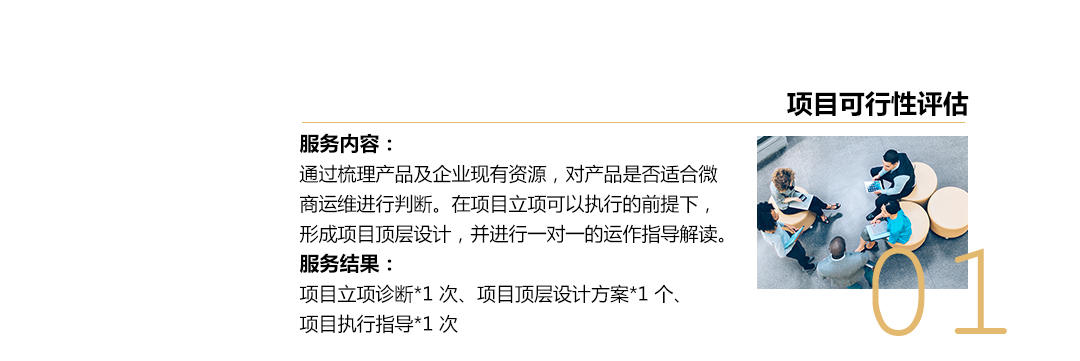 项目可行性评估
服务内容：
通过梳理产品及企业现有资源，对产品是否适合微
商运维进行判断。在项目立项可以执行的前提下，
形成项目顶层设计，并进行一对一的运作指导解读。
服务结果：
项目立项诊断*1 次、项目顶层设计方案*1 个、
项目执行指导*1 次
01